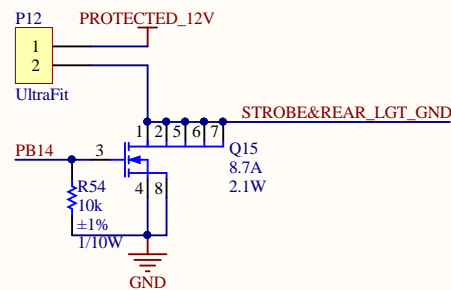 P12
PROTECTED_12V
1
2
UltraFit
STROBE&REAR_LGT_GND
1 2 5 6 7
PB14
3
Q15
8.7A
2.1W
R54
10k
±1%
1/10W
4 8
GND